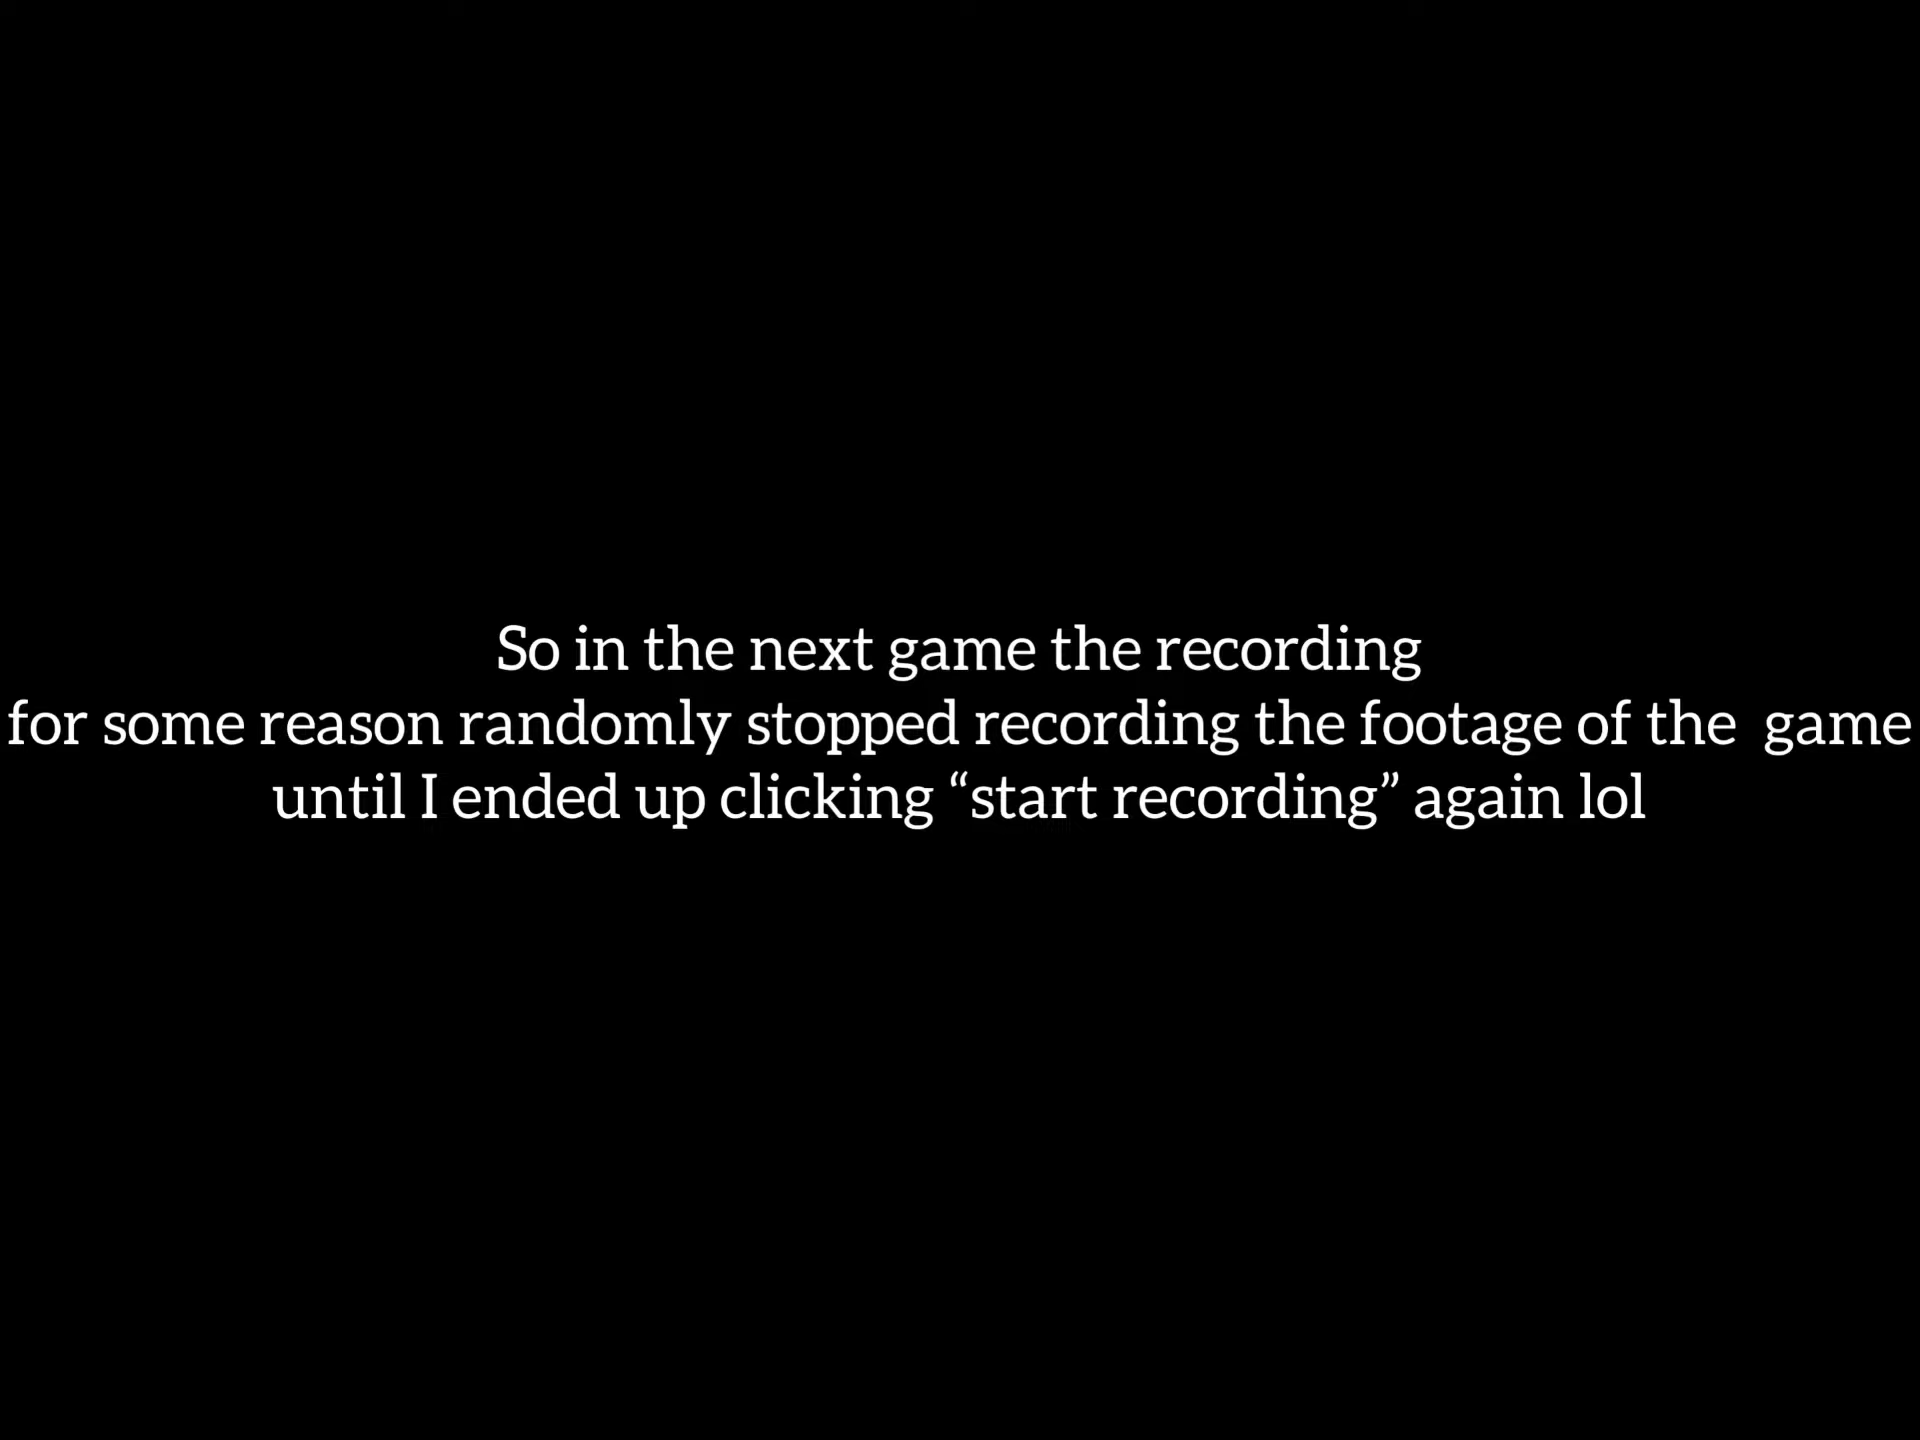 So in the next game the recording
for some reason randomly stopped recording the footage of the  game
until I ended up clicking “start recording” again lol